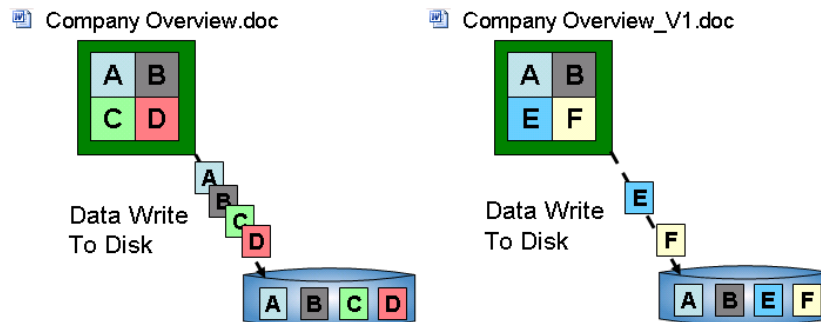 Company Overview.doc
A B
C D
A
B
C
D
Data Write
To Disk
A B C D
Company Overview_V1.doc
A B
E F
E
F
Data Write
To Disk
A B E F